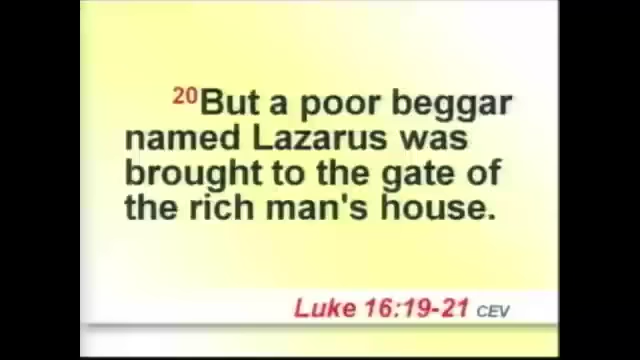 20But a poor beggar
named Lazarus was
brought to the gate of
the rich man's house.
Luke 16:19-21 CEV